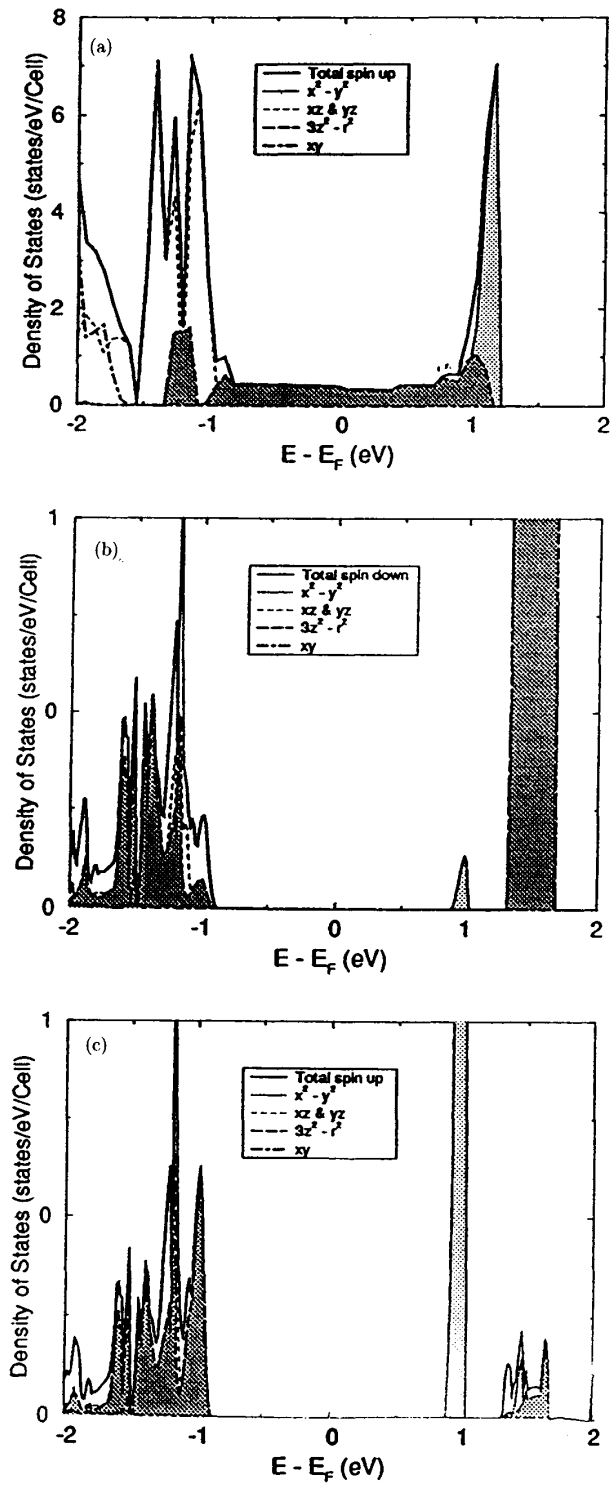 8
(a)
Total spin up
x² - y²
xz & yz
3z² - r²
xy
6
4
2
0
Density of States (states/eV/Cell)
-2
-1
0
1
2
E - E_F (eV)
1
(b)
Total spin down
x² - y²
xz & yz
3z² - r²
xy
0
0
Density of States (states/eV/Cell)
-2
-1
0
1
2
E - E_F (eV)
1
(c)
Total spin up
x² - y²
xz & yz
3z² - r²
xy
0
0
Density of States (states/eV/Cell)
-2
-1
0
1
2
E - E_F (eV)